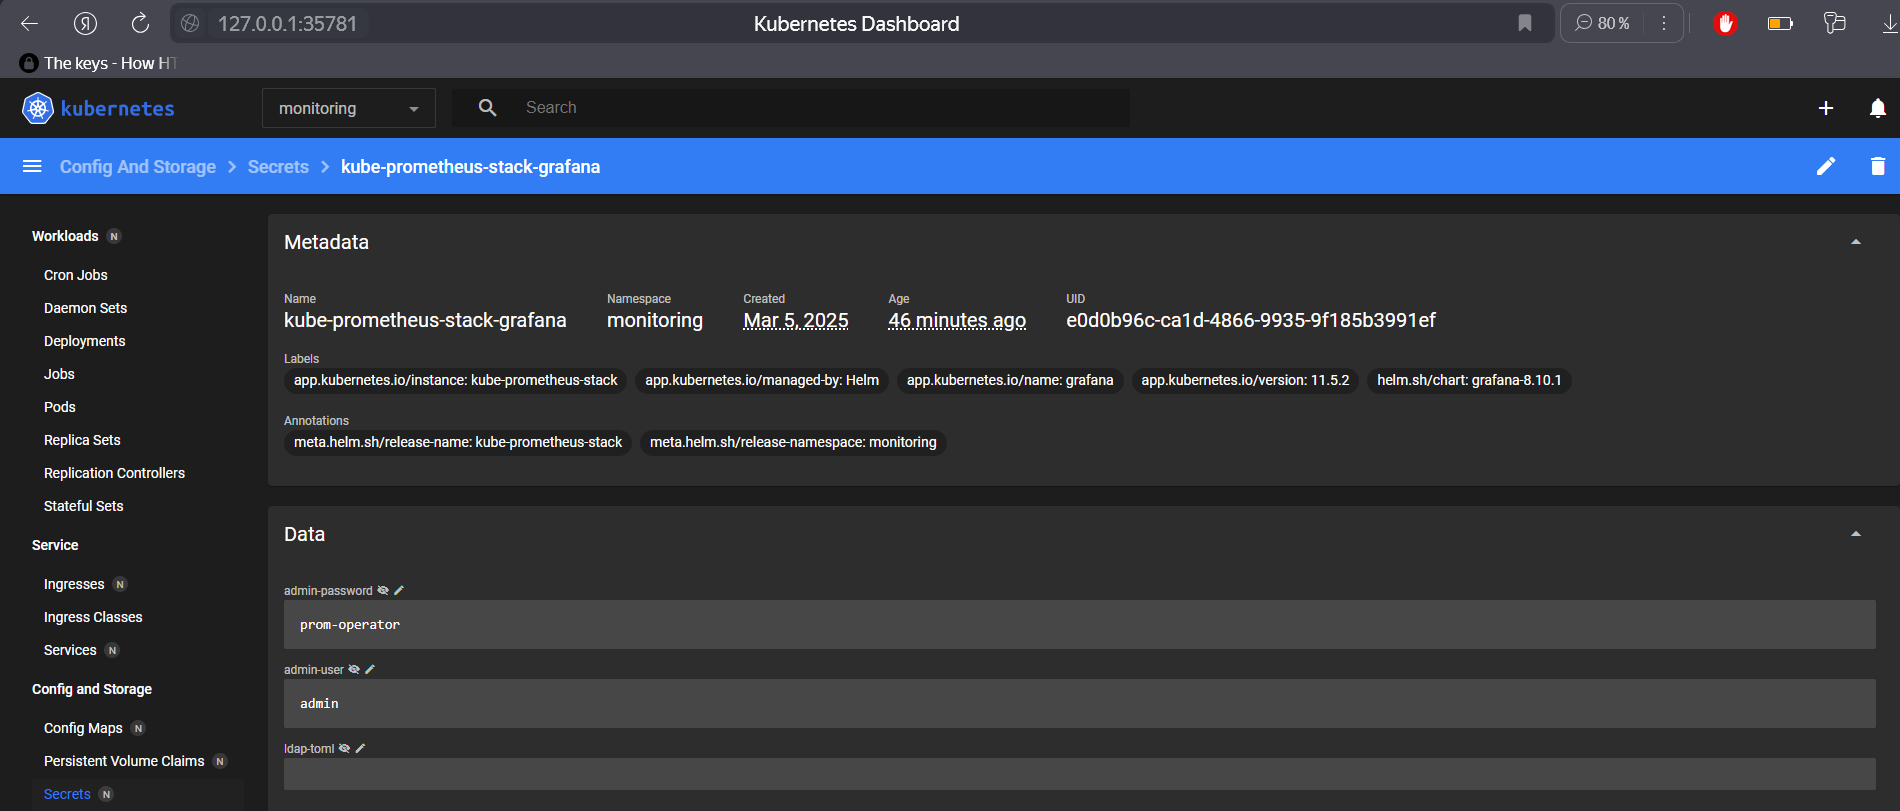 Я
127.0.0.1:35781
Kubernetes Dashboard
80 %
The keys - How HT
kubernetes
monitoring
Search
Config And Storage > Secrets > kube-prometheus-stack-grafana
Workloads N
Cron Jobs
Daemon Sets
Deployments
Jobs
Pods
Replica Sets
Replication Controllers
Stateful Sets
Service
Ingresses N
Ingress Classes
Services N
Config and Storage
Config Maps N
Persistent Volume Claims N
Secrets N
Metadata
Name
kube-prometheus-stack-grafana
Namespace
monitoring
Created
Mar 5, 2025
Age
46 minutes ago
UID
e0d0b96c-ca1d-4866-9935-9f185b3991ef
Labels
app.kubernetes.io/instance: kube-prometheus-stack
app.kubernetes.io/managed-by: Helm
app.kubernetes.io/name: grafana
app.kubernetes.io/version: 11.5.2
helm.sh/chart: grafana-8.10.1
Annotations
meta.helm.sh/release-name: kube-prometheus-stack
meta.helm.sh/release-namespace: monitoring
Data
admin-password
prom-operator
admin-user
admin
ldap-toml